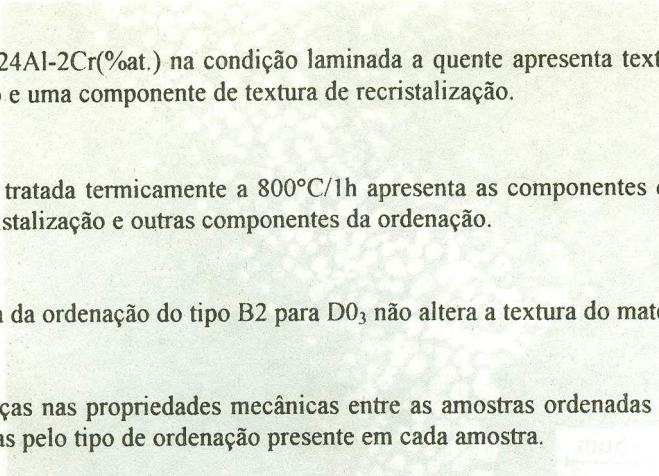 24Al-2Cr(%at.) na condição laminada a quente apresenta text
e uma componente de textura de recristalização.
tratada termicamente a 800°C/1h apresenta as componentes
stalização e outras componentes da ordenação.
da ordenação do tipo B2 para D0₃ não altera a textura do mate
ças nas propriedades mecânicas entre as amostras ordenadas
as pelo tipo de ordenação presente em cada amostra.